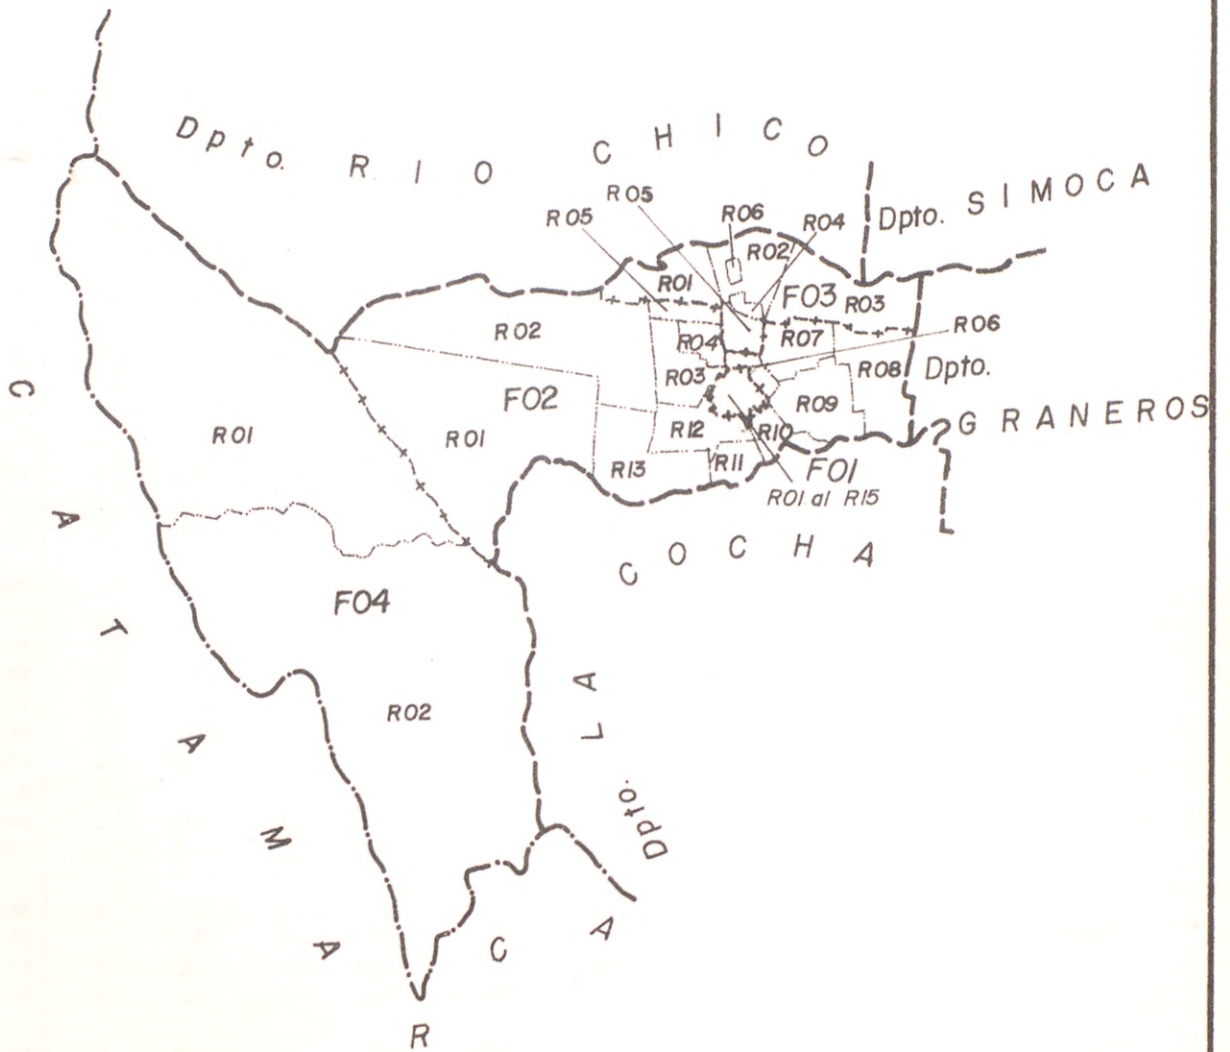 Dpto. RIO CHICO
Dpto. SIMOCA
R05
R05
R06
R04
R02
R01
F03
R03
R02
R04
R07
R06
R03
R08
Dpto.
F02
R09
GRANEROS
R01
R01
R12
R10
R13
R11
F01
R01 al R15
F04
R02
Dpto. LA COCHA
CATAMARCA